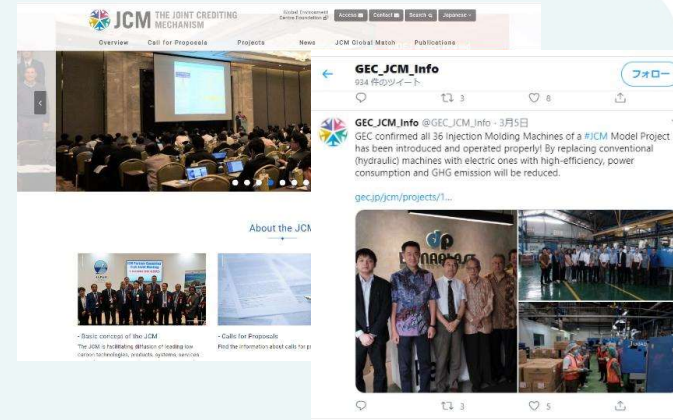 JCM THE JOINT CREDITING
MECHANISM
Global Environment
Centre Foundation
Access
Contact
Search
Japanese
Overview
Call for Proposals
Projects
News
JCM Global Match
Publications
About the JCM
- Basic concept of the JCM
The JCM is facilitating diffusion of leading low
carbon technologies, products, systems, services
- Calls for Proposals
Find the information about calls for p
GEC_JCM_Info
934 件のツイート
フォロー
3
8
GEC_JCM_Info @GEC_JCM_Info · 3月5日
GEC confirmed all 36 Injection Molding Machines of a #JCM Model Project
has been introduced and operated properly! By replacing conventional
(hydraulic) machines with electric ones with high-efficiency, power
consumption and GHG emission will be reduced.
gec.jp/jcm/projects/1...
3
5